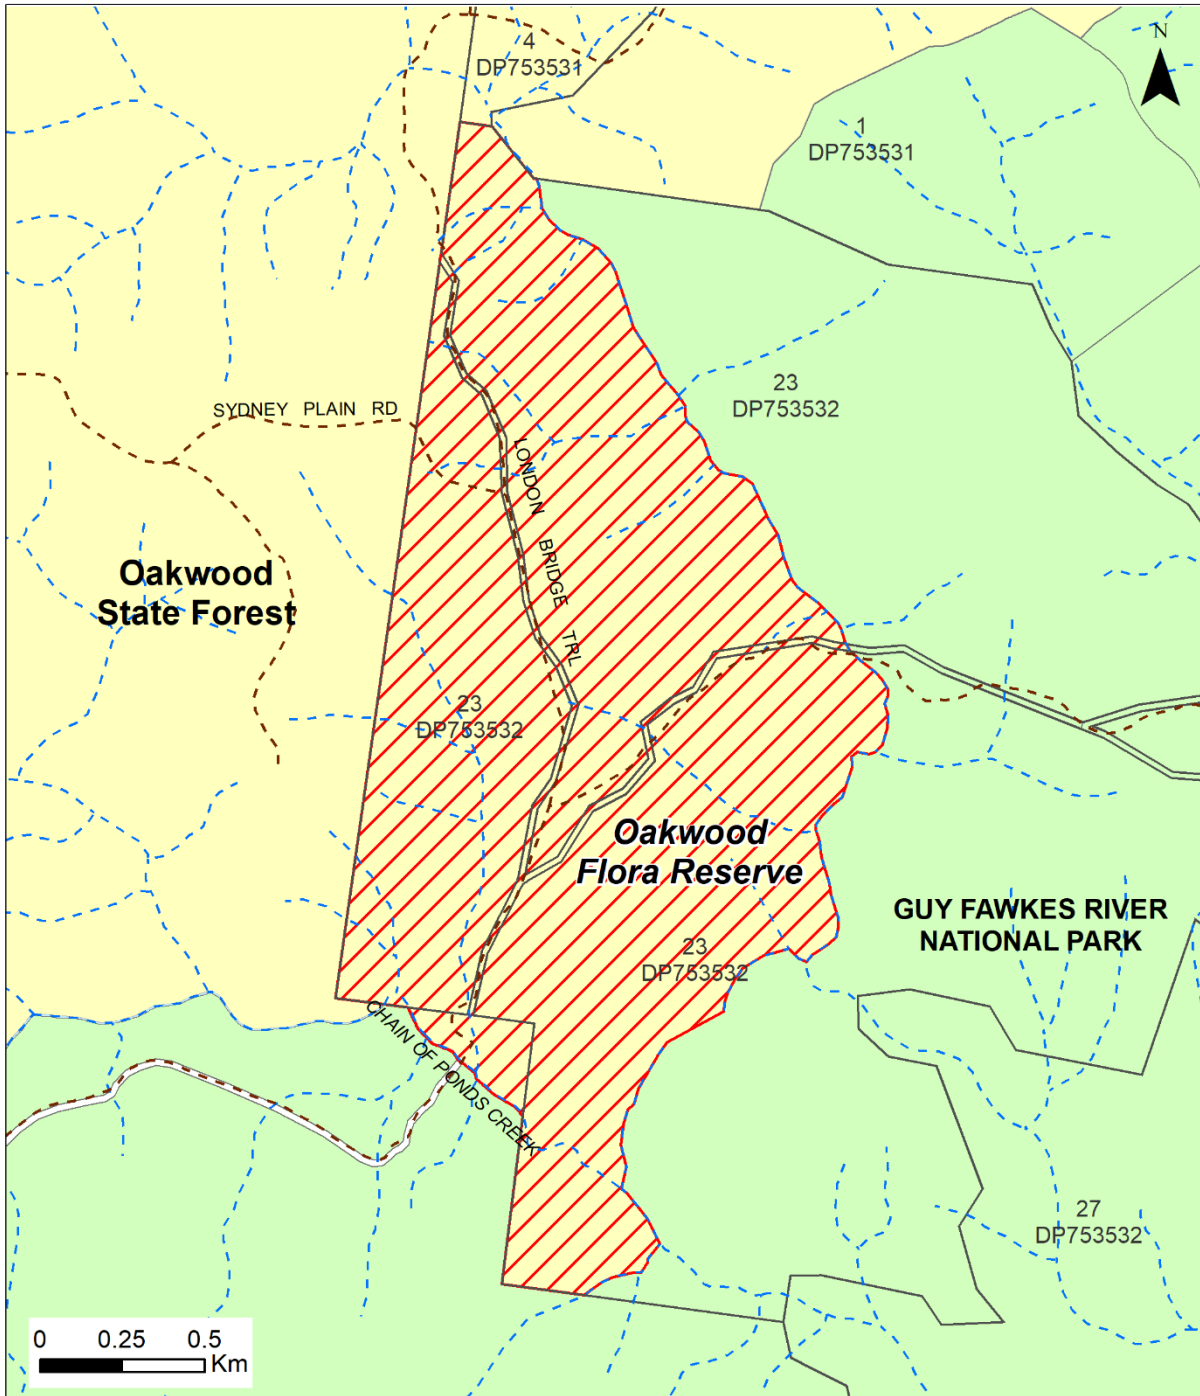 4
DP753531
N
1
DP753531
23
DP753532
SYDNEY PLAIN RD
LONDON BRIDGE TRL
Oakwood
State Forest
23
DP753532
Oakwood
Flora Reserve
GUY FAWKES RIVER
NATIONAL PARK
23
DP753532
CHAIN OF PONDS CREEK
27
DP753532
0 0.25 0.5
Km